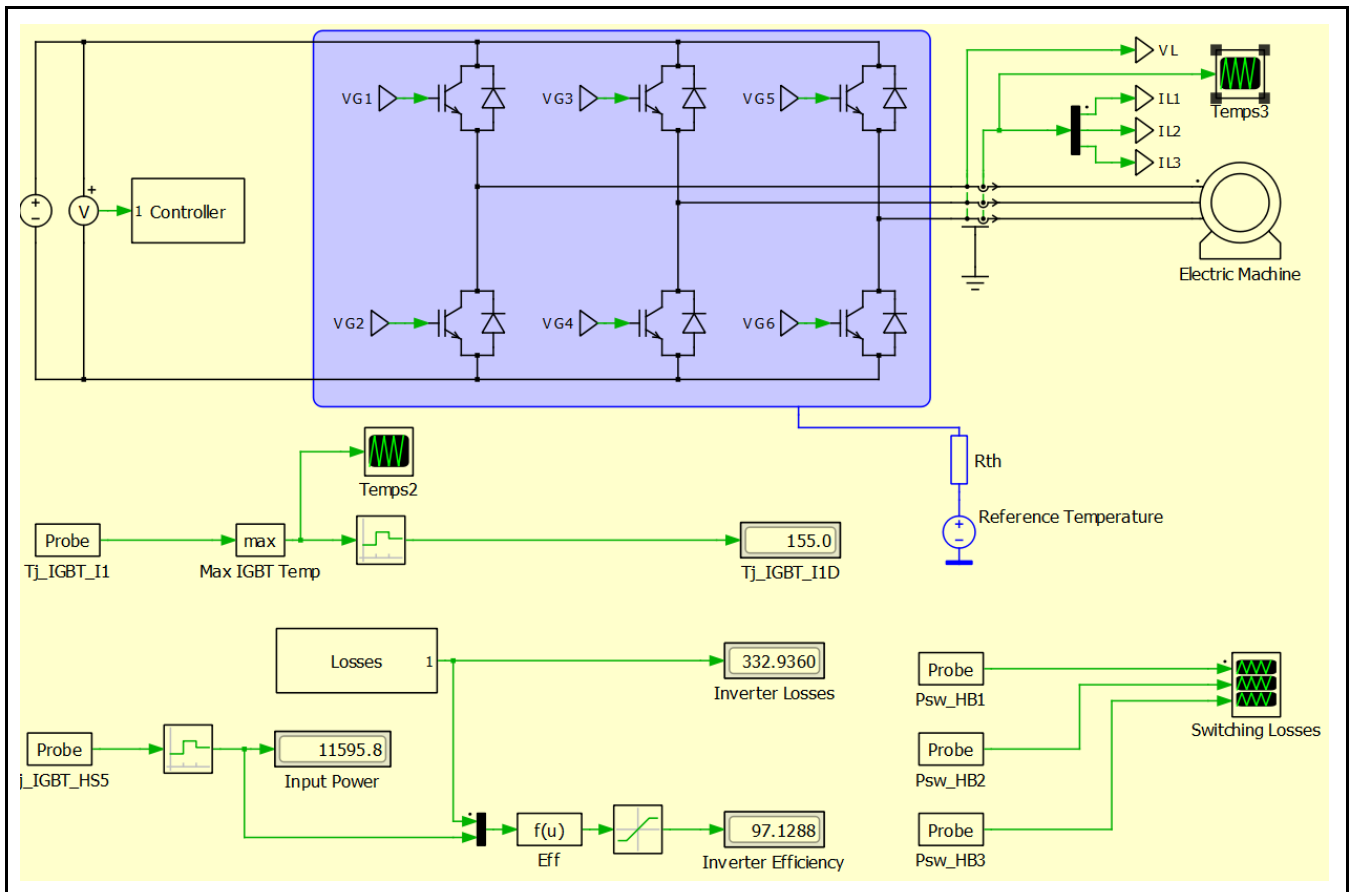 VL
VG1
VG3
VG5
IL1
Temps3
IL2
IL3
V
1 Controller
Electric Machine
VG2
VG4
VG6
Rth
Temps2
Reference Temperature
Probe
max
155.0
Tj_IGBT_I1
Max IGBT Temp
Tj_IGBT_I1D
Losses 1
332.9360
Probe
Inverter Losses
Psw_HB1
Switching Losses
Probe
11595.8
Probe
j_IGBT_HS5
Input Power
Psw_HB2
f(u)
97.1288
Probe
Eff
Inverter Efficiency
Psw_HB3